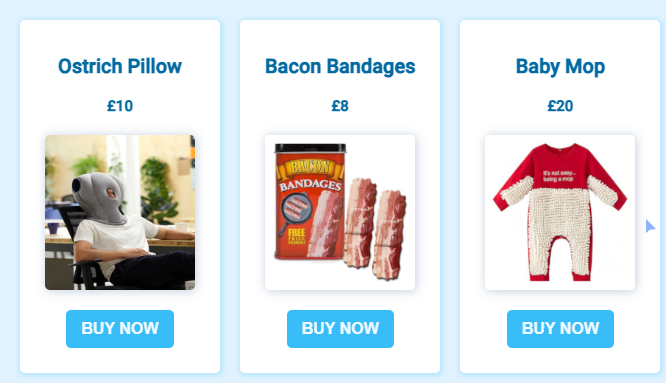 Ostrich Pillow
£10
BUY NOW
Bacon Bandages
£8
BACON
BANDAGES
FREE
BUY NOW
Baby Mop
£20
It's not easy...
being a mop
BUY NOW